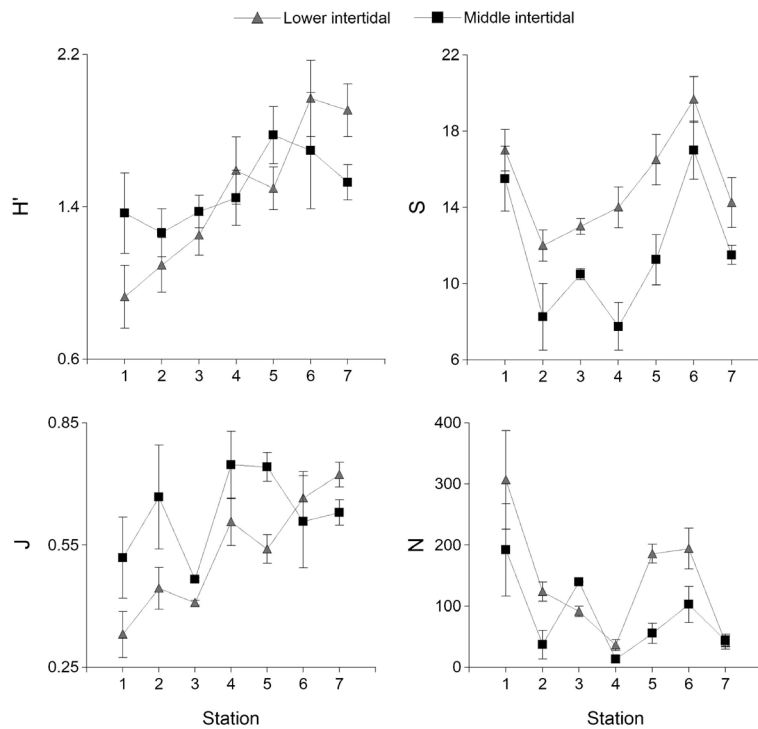 Lower intertidal Middle intertidal
2.2 22
18
H' 1.4 S 14
10
0.6 6
1 2 3 4 5 6 7 1 2 3 4 5 6 7
0.85 400
300
J 0.55 N 200
100
0.25 0
1 2 3 4 5 6 7 1 2 3 4 5 6 7
Station Station